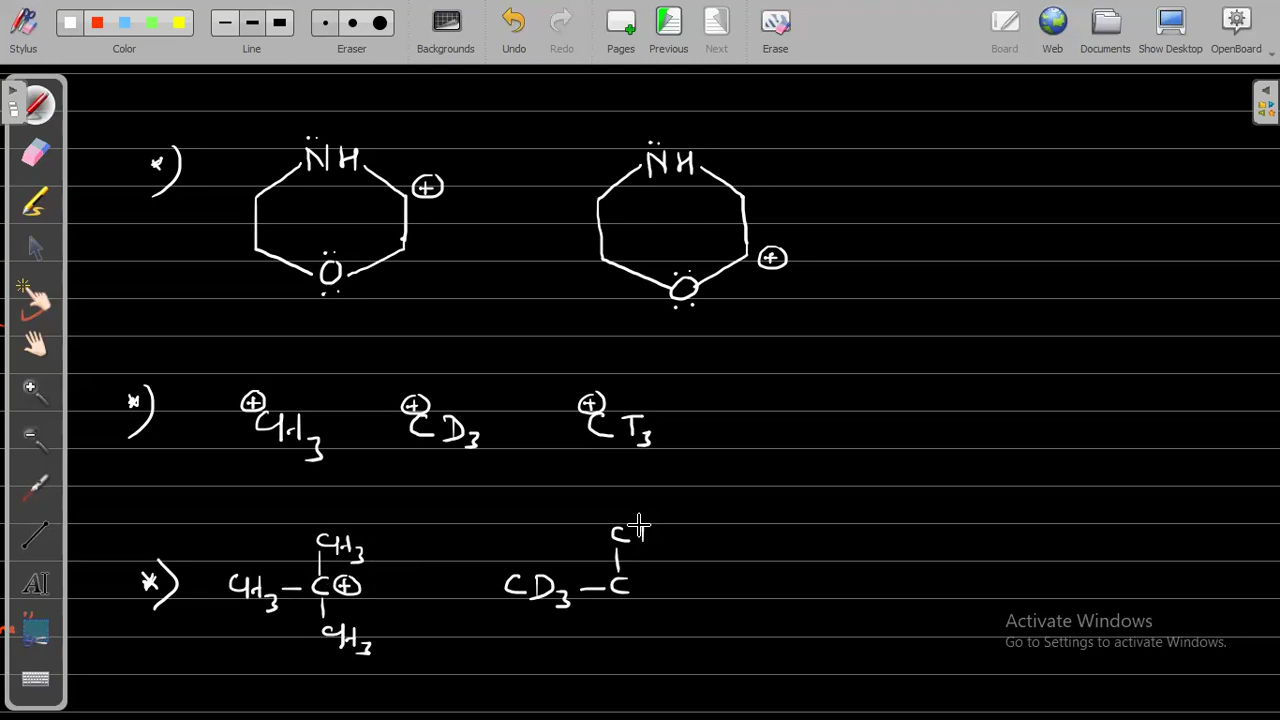 Stylus Color Line Eraser Backgrounds Undo Redo Pages Previous Next Erase Board Web Documents Show Desktop OpenBoard
*) NH ⊕ O NH ⊕ O
*) ⊕CH3 ⊕CD3 ⊕CT3
CH3 C
*) CH3–C⊕ CD3–C
CH3
Activate Windows
Go to Settings to activate Windows.